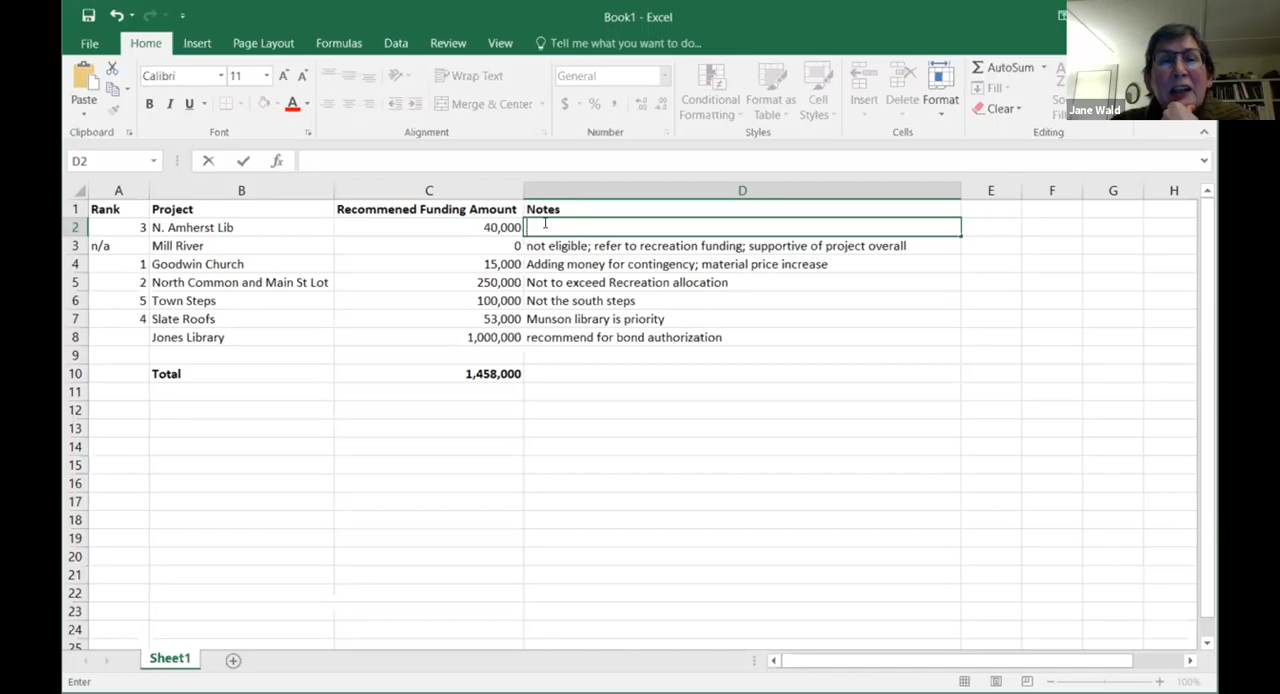 Book1 - Excel
File Home Insert Page Layout Formulas Data Review View Tell me what you want to do...
Calibri 11 A A Wrap Text General AutoSum
Paste B I U A Merge & Center $ % Conditional Formatting Format as Table Cell Styles Insert Delete Format Fill Clear
Clipboard Font Alignment Number Styles Cells Editing
Jane Wald
D2 fx
A B C D E F G H
1 Rank Project Recommened Funding Amount Notes
2 3 N. Amherst Lib 40,000
3 n/a Mill River 0 not eligible; refer to recreation funding; supportive of project overall
4 1 Goodwin Church 15,000 Adding money for contingency; material price increase
5 2 North Common and Main St Lot 250,000 Not to exceed Recreation allocation
6 5 Town Steps 100,000 Not the south steps
7 4 Slate Roofs 53,000 Munson library is priority
8 Jones Library 1,000,000 recommend for bond authorization
9
10 Total 1,458,000
11
12
13
14
15
16
17
18
19
20
21
22
23
24
25
Sheet1
Enter 100%